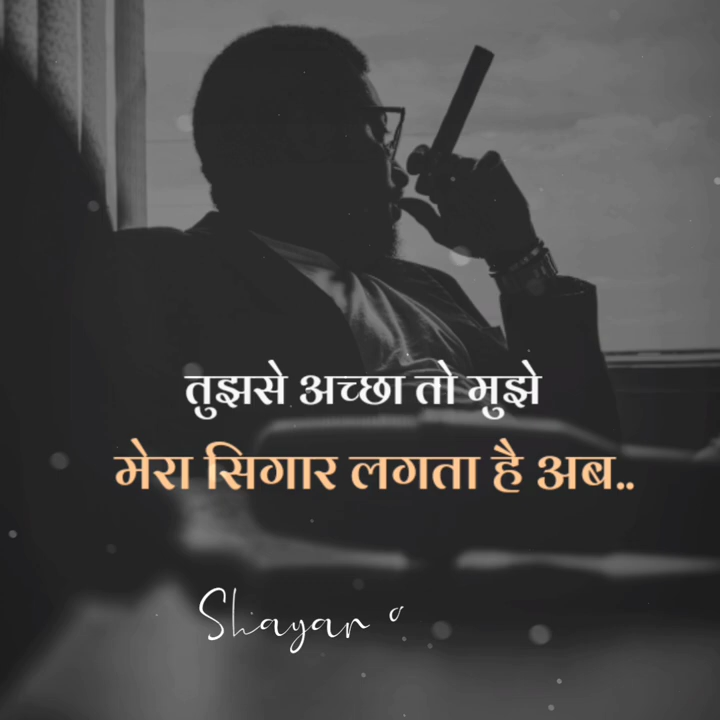 तुझसे अच्छा तो मुझे
मेरा सिगार लगता है अब..
Shayar